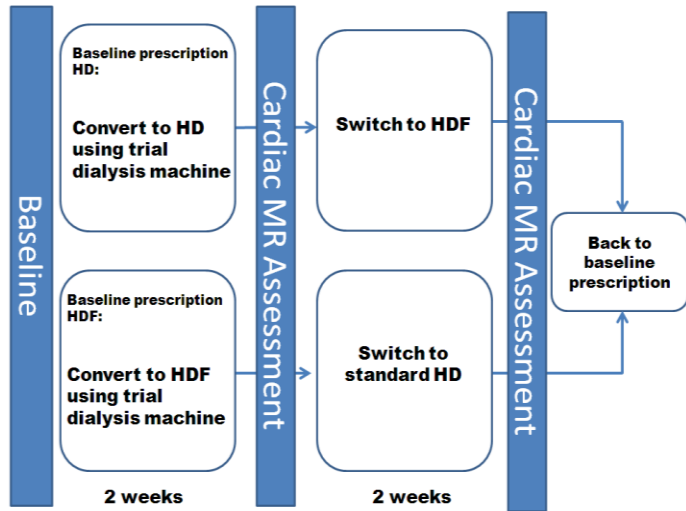 Baseline
Baseline prescription
HD:
Convert to HD
using trial
dialysis machine
Baseline prescription
HDF:
Convert to HDF
using trial
dialysis machine
2 weeks
Cardiac MR Assessment
Switch to HDF
Switch to
standard HD
2 weeks
Cardiac MR Assessment
Back to
baseline
prescription